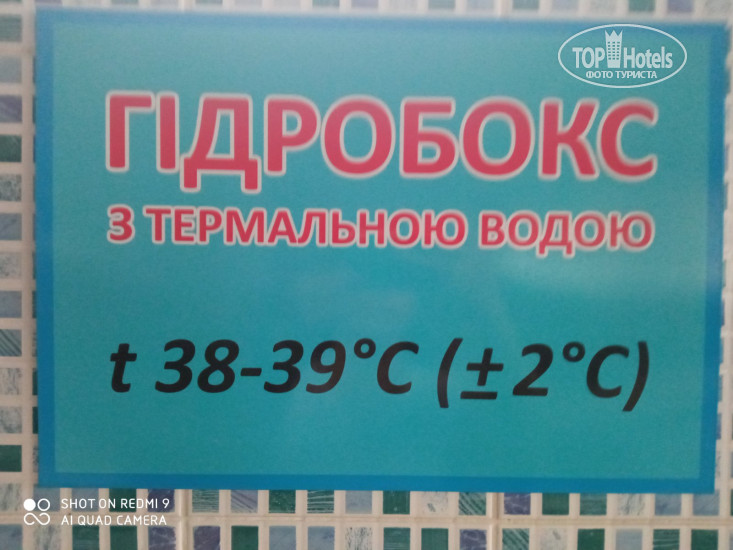 TOP Hotels
ФОТО ТУРИСТА
ГІДРОБОКС
З ТЕРМАЛЬНОЮ ВОДОЮ
t 38-39°C (±2°C)
SHOT ON REDMI 9
AI QUAD CAMERA